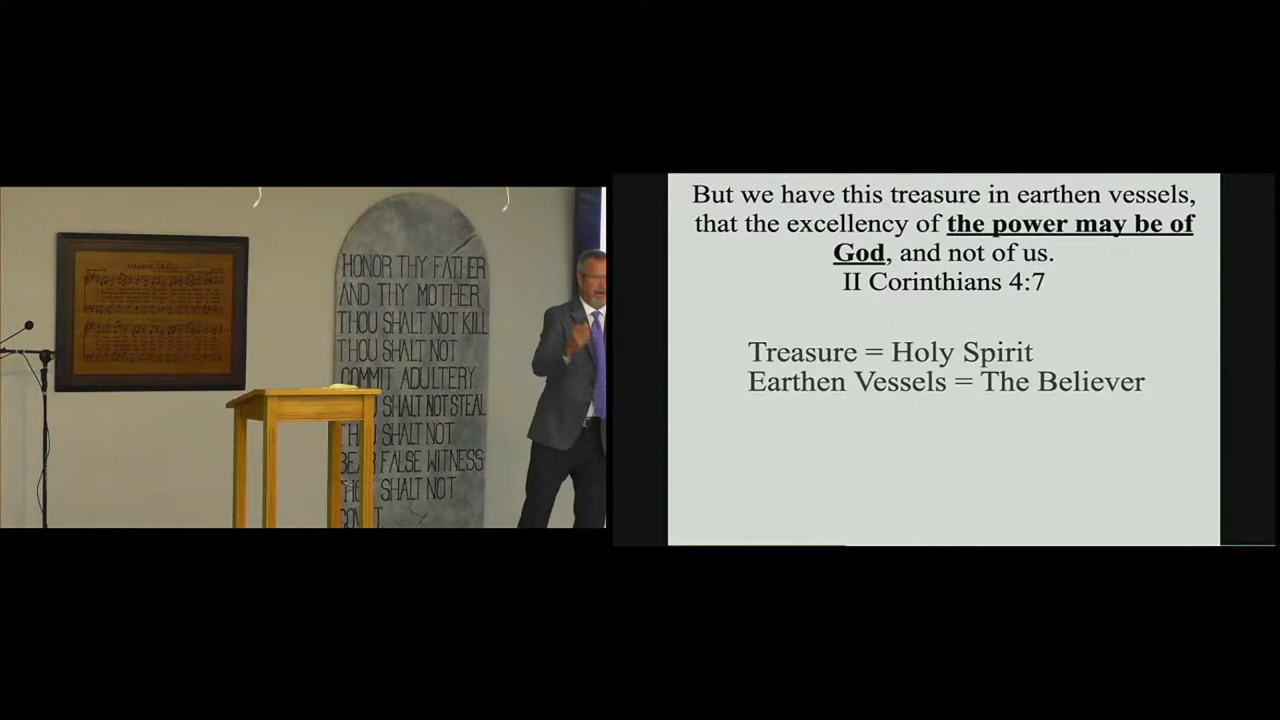 AMAZING GRACE
HONOR THY FATHER
AND THY MOTHER
THOU SHALT NOT KILL
THOU SHALT NOT
COMMIT ADULTERY.
SHALT NOT STEAL
SHALT NOT
FALSE WITNESS
SHALT NOT
But we have this treasure in earthen vessels,
that the excellency of the power may be of
God, and not of us.
II Corinthians 4:7
Treasure = Holy Spirit
Earthen Vessels = The Believer